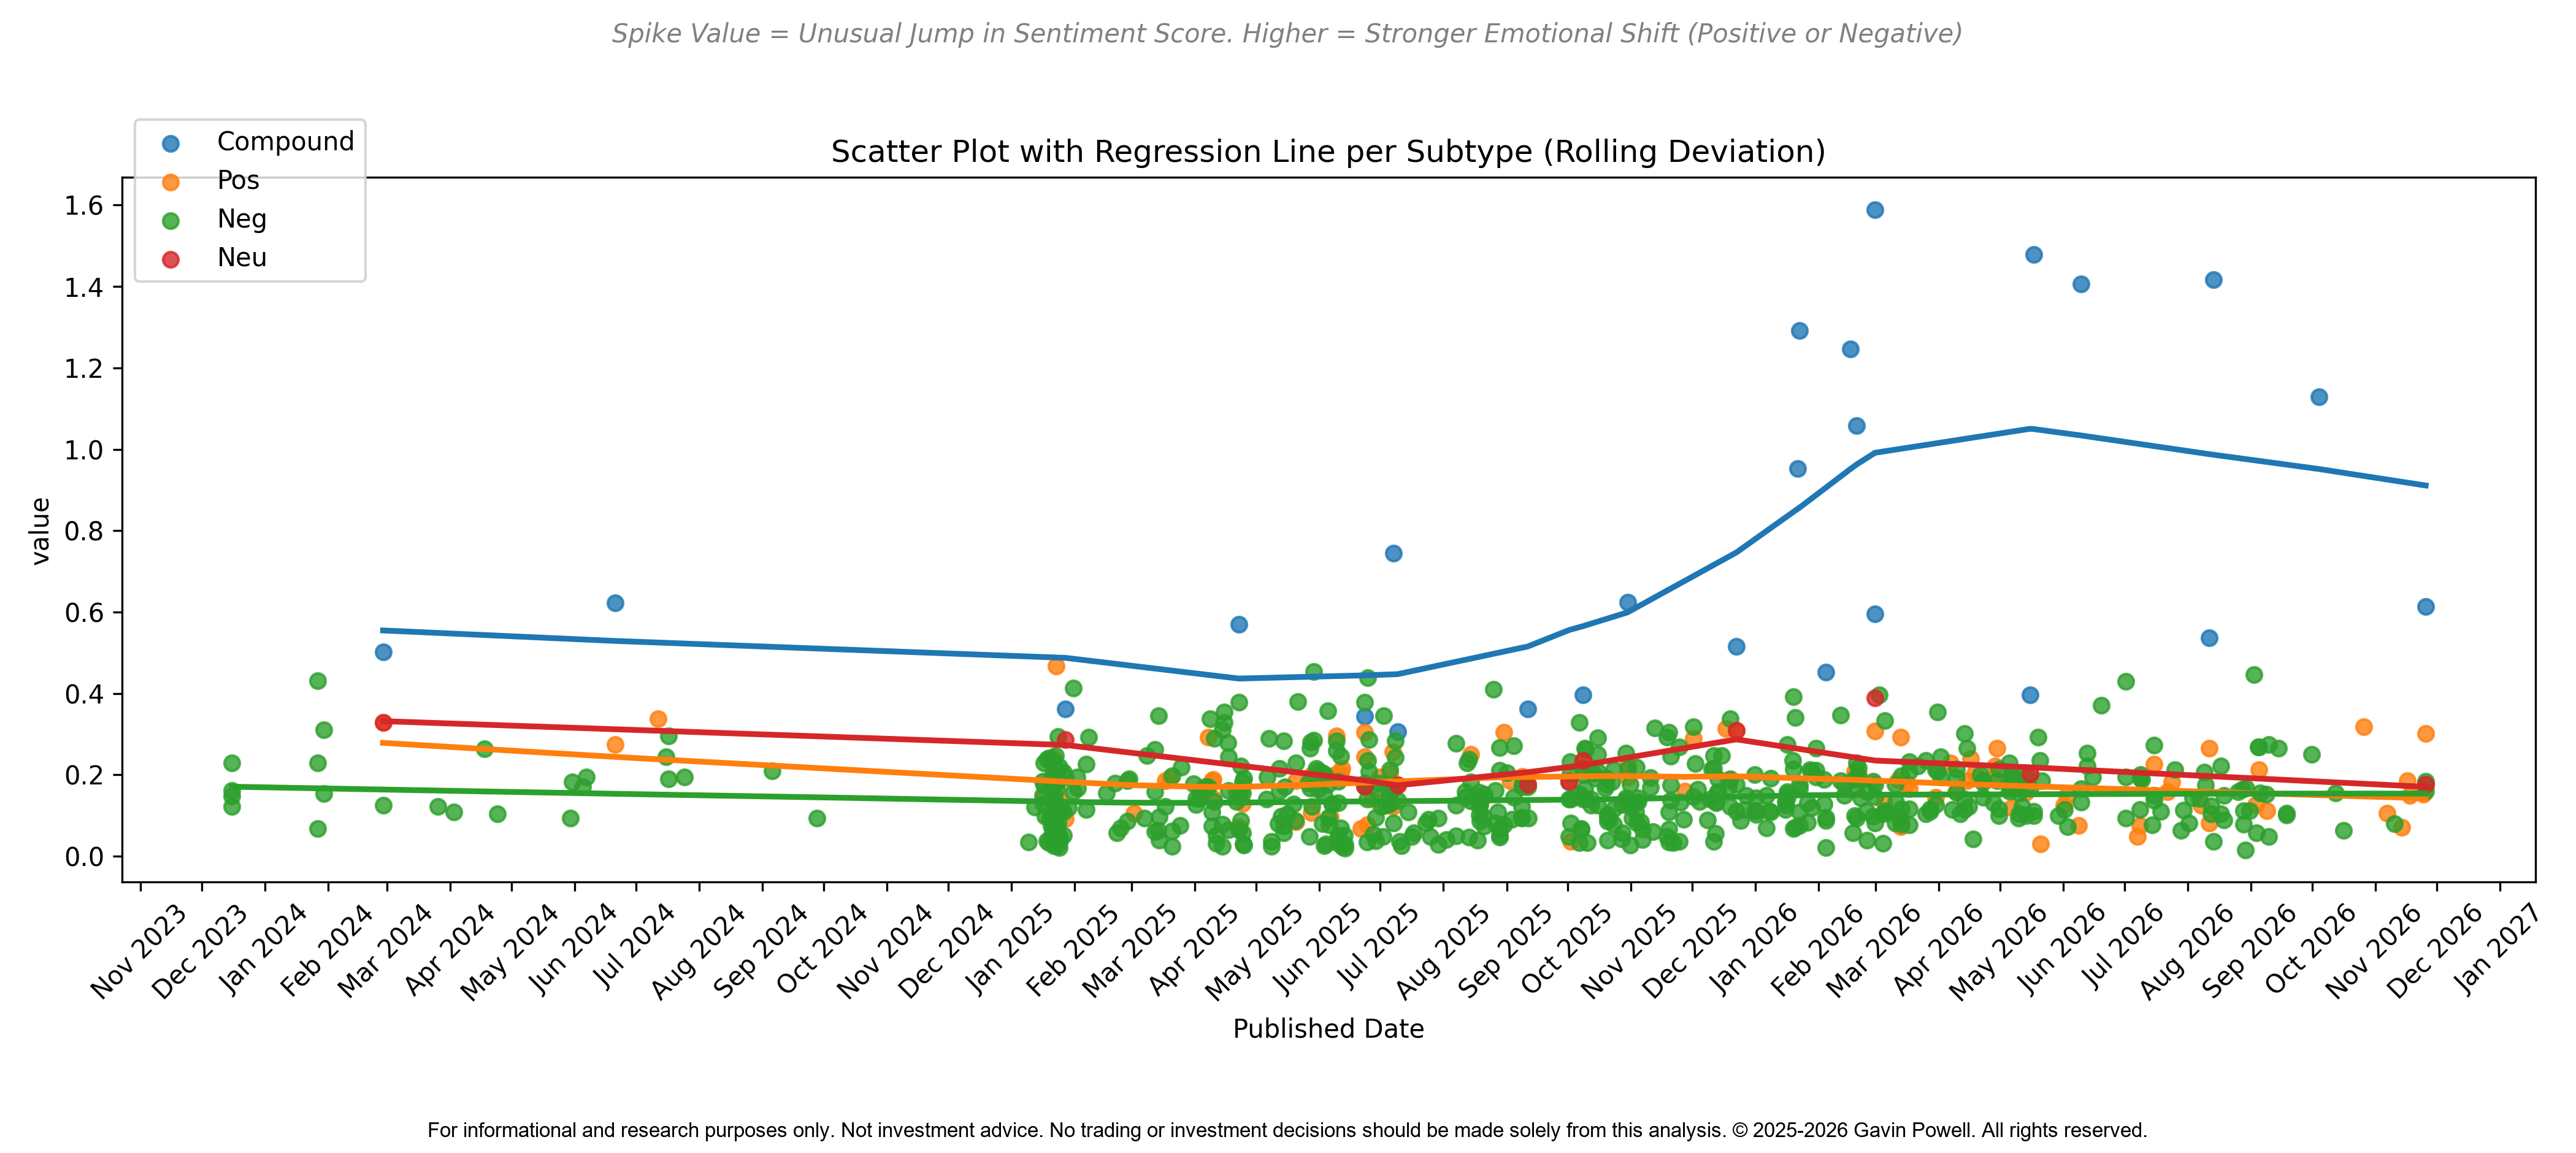 Spike Value = Unusual Jump in Sentiment Score. Higher = Stronger Emotional Shift (Positive or Negative)
Scatter Plot with Regression Line per Subtype (Rolling Deviation)
Compound
Pos
Neg
Neu
value
1.6
1.4
1.2
1.0
0.8
0.6
0.4
0.2
0.0
Nov 2023
Dec 2023
Jan 2024
Feb 2024
Mar 2024
Apr 2024
May 2024
Jun 2024
Jul 2024
Aug 2024
Sep 2024
Oct 2024
Nov 2024
Dec 2024
Jan 2025
Feb 2025
Mar 2025
Apr 2025
May 2025
Jun 2025
Jul 2025
Aug 2025
Sep 2025
Oct 2025
Nov 2025
Dec 2025
Jan 2026
Feb 2026
Mar 2026
Apr 2026
May 2026
Jun 2026
Jul 2026
Aug 2026
Sep 2026
Oct 2026
Nov 2026
Dec 2026
Jan 2027
Published Date
For informational and research purposes only. Not investment advice. No trading or investment decisions should be made solely from this analysis. © 2025-2026 Gavin Powell. All rights reserved.